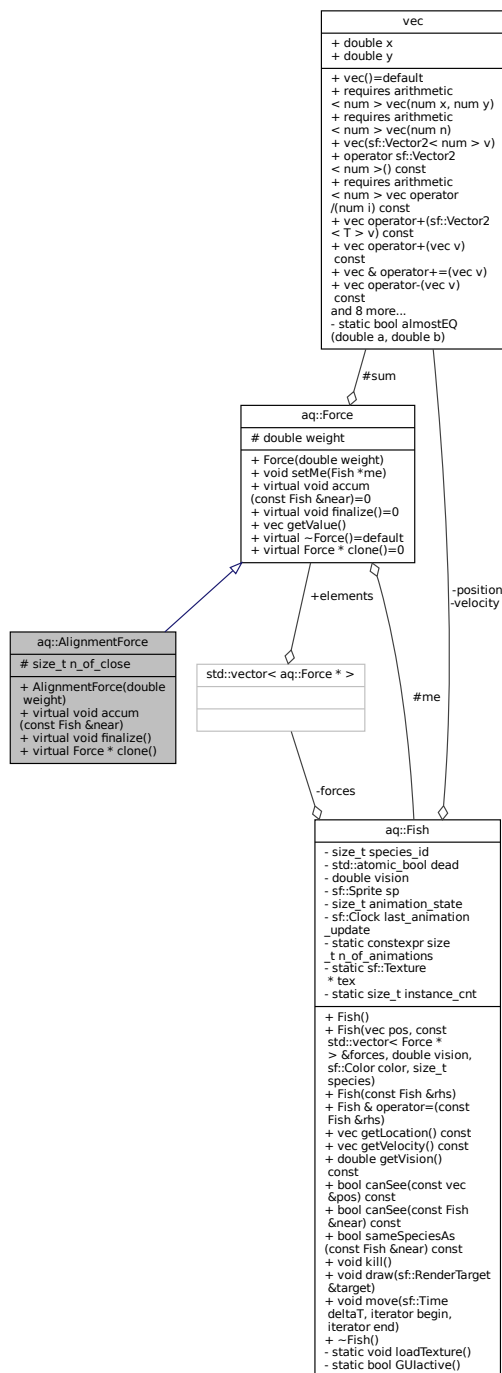 vec
+ double x
+ double y
+ vec()=default
+ requires arithmetic
< num > vec(num x, num y)
+ requires arithmetic
< num > vec(num n)
+ vec(sf::Vector2< num > v)
+ operator sf::Vector2
< num >() const
+ requires arithmetic
< num > vec operator
/(num i) const
+ vec operator+(sf::Vector2
< T > v) const
+ vec operator+(vec v)
const
+ vec & operator+=(vec v)
+ vec operator-(vec v)
const
and 8 more...
- static bool almostEQ
(double a, double b)
#sum
aq::Force
# double weight
+ Force(double weight)
+ void setMe(Fish *me)
+ virtual void accum
(const Fish &near)=0
+ virtual void finalize()=0
+ vec getValue()
+ virtual ~Force()=default
+ virtual Force * clone()=0
+elements
-position
-velocity
aq::AlignmentForce
# size_t n_of_close
+ AlignmentForce(double
weight)
+ virtual void accum
(const Fish &near)
+ virtual void finalize()
+ virtual Force * clone()
std::vector< aq::Force * >
#me
-forces
aq::Fish
- size_t species_id
- std::atomic_bool dead
- double vision
- sf::Sprite sp
- size_t animation_state
- sf::Clock last_animation
_update
- static constexpr size
_t n_of_animations
- static sf::Texture
* tex
- static size_t instance_cnt
+ Fish()
+ Fish(vec pos, const
std::vector< Force *
> &forces, double vision,
sf::Color color, size_t
species)
+ Fish(const Fish &rhs)
+ Fish & operator=(const
Fish &rhs)
+ vec getLocation() const
+ vec getVelocity() const
+ double getVision()
const
+ bool canSee(const vec
&pos) const
+ bool canSee(const Fish
&near) const
+ bool sameSpeciesAs
(const Fish &near) const
+ void kill()
+ void draw(sf::RenderTarget
&target)
+ void move(sf::Time
deltaT, iterator begin,
iterator end)
+ ~Fish()
- static void loadTexture()
- static bool GUIactive()